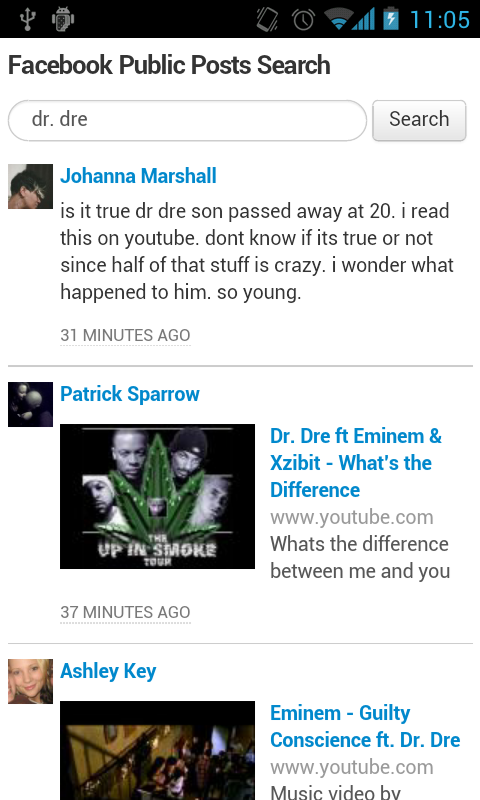 11:05
Facebook Public Posts Search
dr. dre
Search
Johanna Marshall
is it true dr dre son passed away at 20. i read
this on youtube. dont know if its true or not
since half of that stuff is crazy. i wonder what
happened to him. so young.
31 MINUTES AGO
Patrick Sparrow
THE
UP IN SMOKE
TOUR
Dr. Dre ft Eminem &
Xzibit - What's the
Difference
www.youtube.com
Whats the difference
between me and you
37 MINUTES AGO
Ashley Key
Eminem - Guilty
Conscience ft. Dr. Dre
www.youtube.com
Music video by